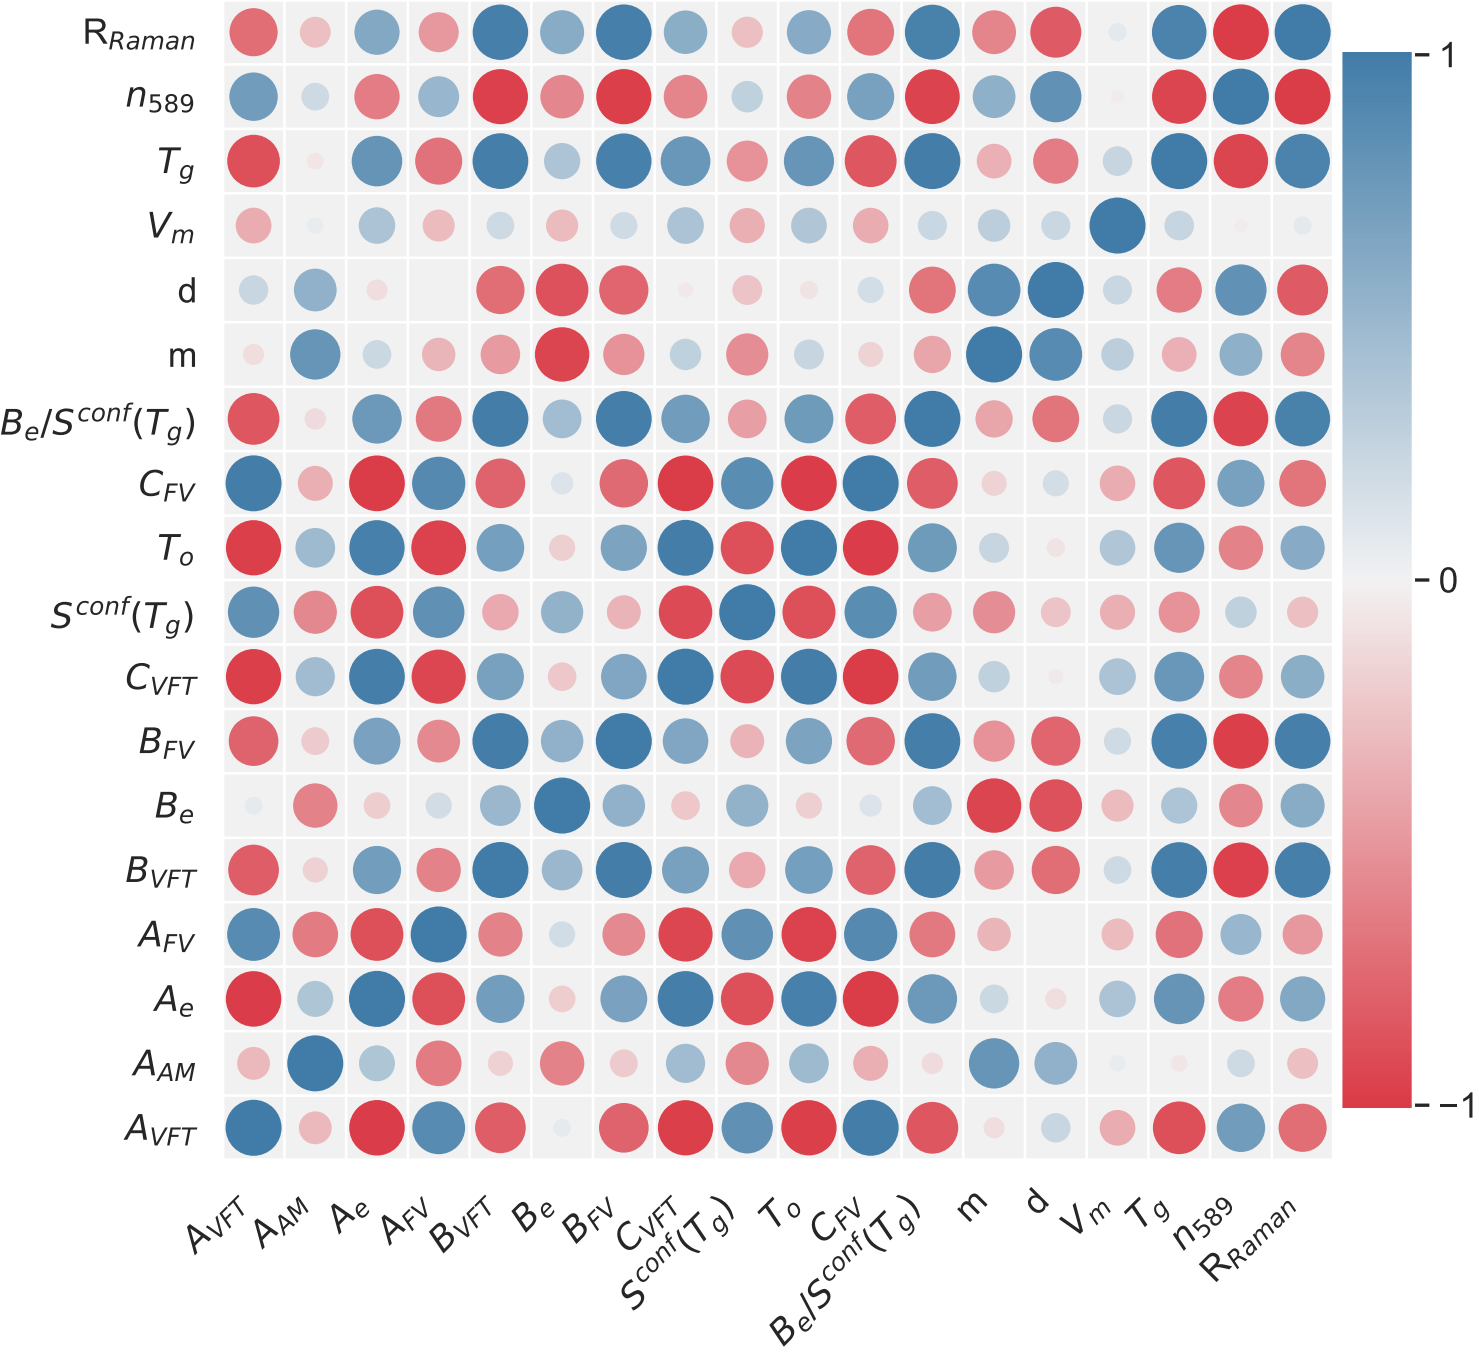 R_Raman
n_589
T_g
V_m
d
m
B_e/S^conf(T_g)
C_FV
T_o
S^conf(T_g)
C_VFT
B_FV
B_e
B_VFT
A_FV
A_e
A_AM
A_VFT
A_VFT
A_AM
A_e
A_FV
B_VFT
B_e
B_FV
C_VFT
S^conf(T_g)
T_o
C_FV
B_e/S^conf(T_g)
m
d
V_m
T_g
n_589
R_Raman
1
0
−1